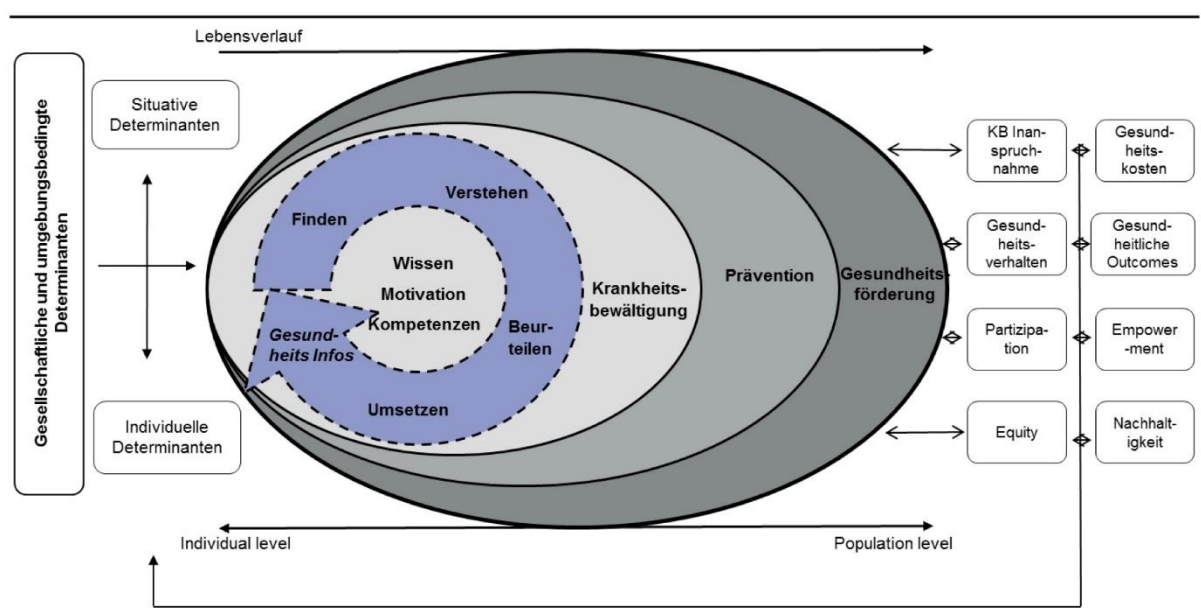 Lebensverlauf
Gesellschaftliche und umgebungsbedingte
Determinanten
Situative
Determinanten
Individuelle
Determinanten
Finden
Verstehen
Beur-
teilen
Umsetzen
Gesund-
heits Infos
Wissen
Motivation
Kompetenzen
Krankheits-
bewältigung
Prävention
Gesundheits-
förderung
KB Inan-
spruch-
nahme
Gesund-
heits-
kosten
Gesund-
heits-
verhalten
Gesund-
heitliche
Outcomes
Partizipa-
tion
Empower
-ment
Equity
Nachhalt-
igkeit
Individual level
Population level